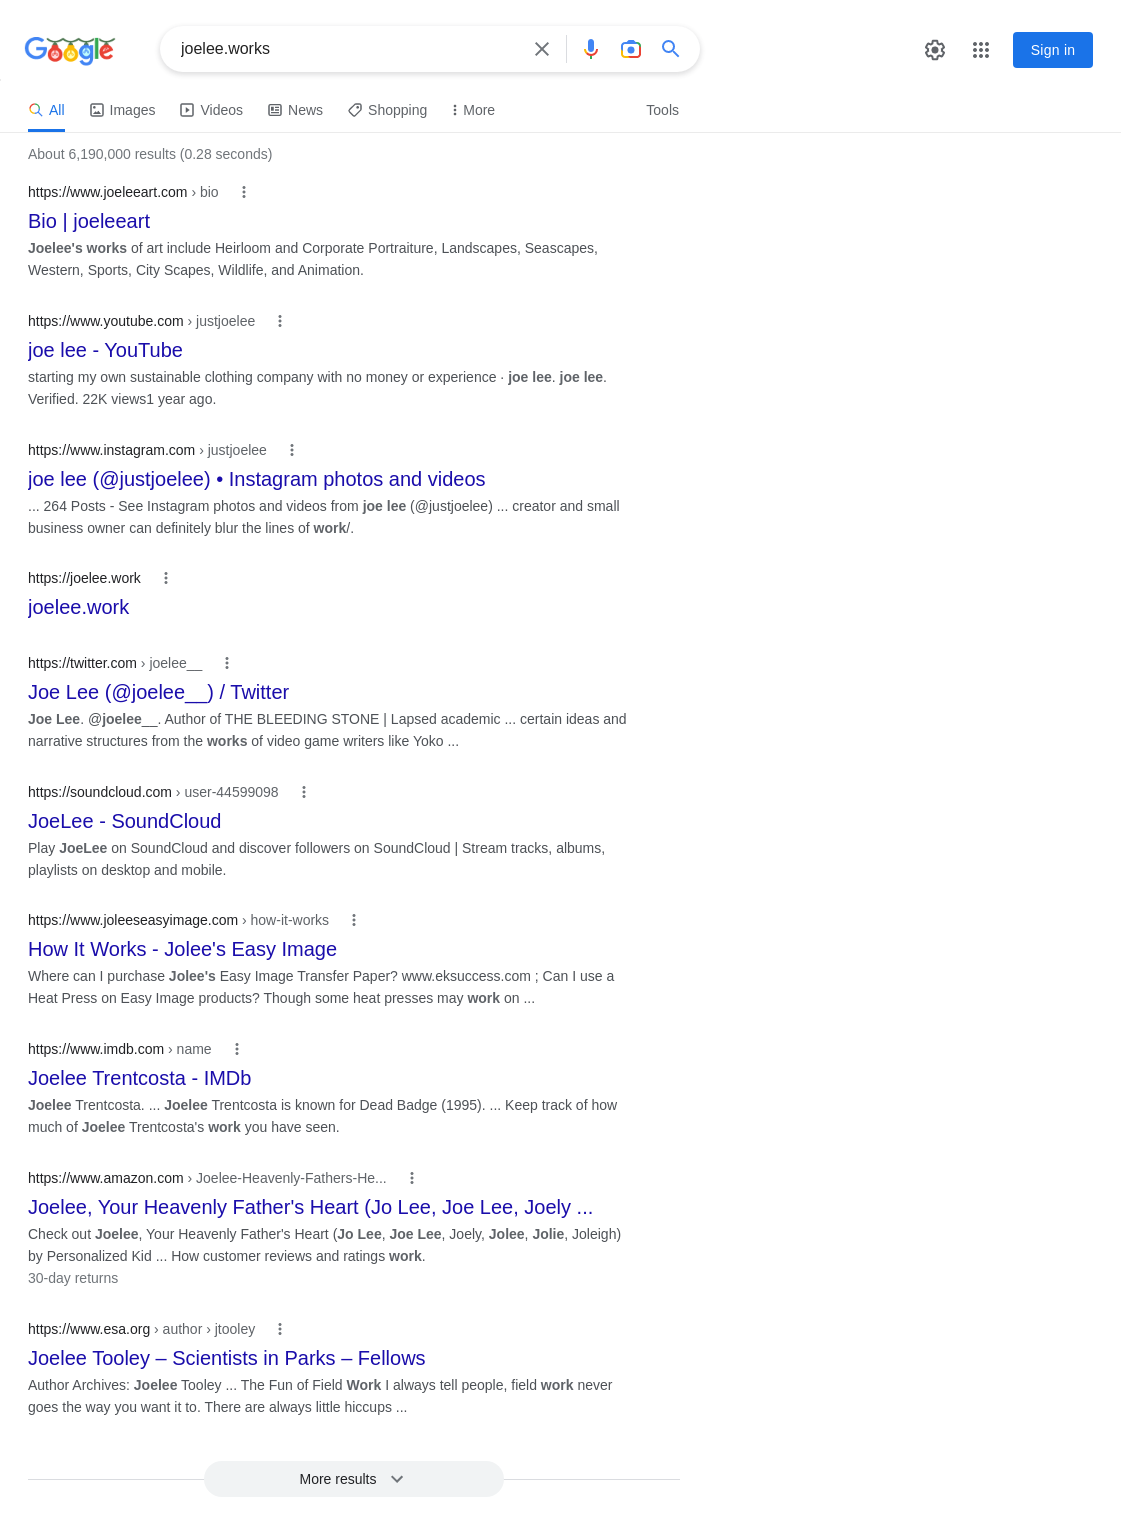 Google
joelee.works
Sign in
All
Images
Videos
News
Shopping
More
Tools
About 6,190,000 results (0.28 seconds)
https://www.joeleeart.com › bio
Bio | joeleeart
Joelee's works of art include Heirloom and Corporate Portraiture, Landscapes, Seascapes,
Western, Sports, City Scapes, Wildlife, and Animation.
https://www.youtube.com › justjoelee
joe lee - YouTube
starting my own sustainable clothing company with no money or experience · joe lee. joe lee.
Verified. 22K views1 year ago.
https://www.instagram.com › justjoelee
joe lee (@justjoelee) • Instagram photos and videos
... 264 Posts - See Instagram photos and videos from joe lee (@justjoelee) ... creator and small
business owner can definitely blur the lines of work/.
https://joelee.work
joelee.work
https://twitter.com › joelee__
Joe Lee (@joelee__) / Twitter
Joe Lee. @joelee__. Author of THE BLEEDING STONE | Lapsed academic ... certain ideas and
narrative structures from the works of video game writers like Yoko ...
https://soundcloud.com › user-44599098
JoeLee - SoundCloud
Play JoeLee on SoundCloud and discover followers on SoundCloud | Stream tracks, albums,
playlists on desktop and mobile.
https://www.joleeseasyimage.com › how-it-works
How It Works - Jolee's Easy Image
Where can I purchase Jolee's Easy Image Transfer Paper? www.eksuccess.com ; Can I use a
Heat Press on Easy Image products? Though some heat presses may work on ...
https://www.imdb.com › name
Joelee Trentcosta - IMDb
Joelee Trentcosta. ... Joelee Trentcosta is known for Dead Badge (1995). ... Keep track of how
much of Joelee Trentcosta's work you have seen.
https://www.amazon.com › Joelee-Heavenly-Fathers-He...
Joelee, Your Heavenly Father's Heart (Jo Lee, Joe Lee, Joely ...
Check out Joelee, Your Heavenly Father's Heart (Jo Lee, Joe Lee, Joely, Jolee, Jolie, Joleigh)
by Personalized Kid ... How customer reviews and ratings work.
30-day returns
https://www.esa.org › author › jtooley
Joelee Tooley – Scientists in Parks – Fellows
Author Archives: Joelee Tooley ... The Fun of Field Work I always tell people, field work never
goes the way you want it to. There are always little hiccups ...
More results